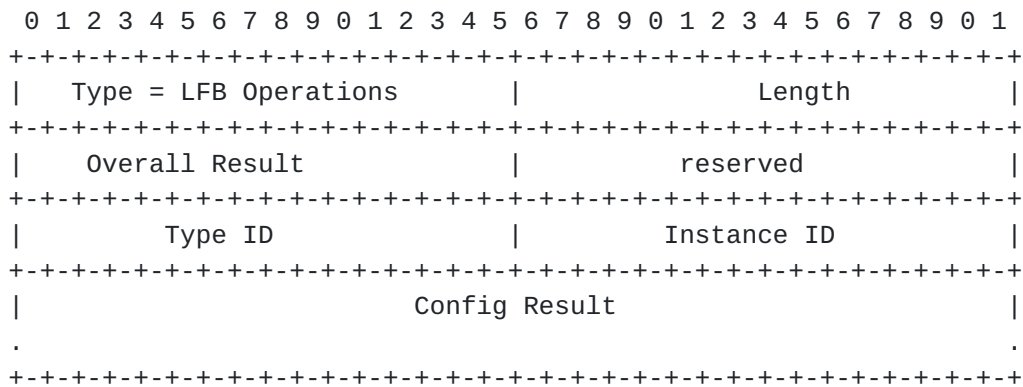 0 1 2 3 4 5 6 7 8 9 0 1 2 3 4 5 6 7 8 9 0 1 2 3 4 5 6 7 8 9 0 1
+-+-+-+-+-+-+-+-+-+-+-+-+-+-+-+-+-+-+-+-+-+-+-+-+-+-+-+-+-+-+-+-+
|   Type = LFB Operations       |               Length          |
+-+-+-+-+-+-+-+-+-+-+-+-+-+-+-+-+-+-+-+-+-+-+-+-+-+-+-+-+-+-+-+-+
|    Overall Result             |          reserved             |
+-+-+-+-+-+-+-+-+-+-+-+-+-+-+-+-+-+-+-+-+-+-+-+-+-+-+-+-+-+-+-+-+
|         Type ID               |         Instance ID           |
+-+-+-+-+-+-+-+-+-+-+-+-+-+-+-+-+-+-+-+-+-+-+-+-+-+-+-+-+-+-+-+-+
|                         Config Result                         |
.                                                               .
+-+-+-+-+-+-+-+-+-+-+-+-+-+-+-+-+-+-+-+-+-+-+-+-+-+-+-+-+-+-+-+-+